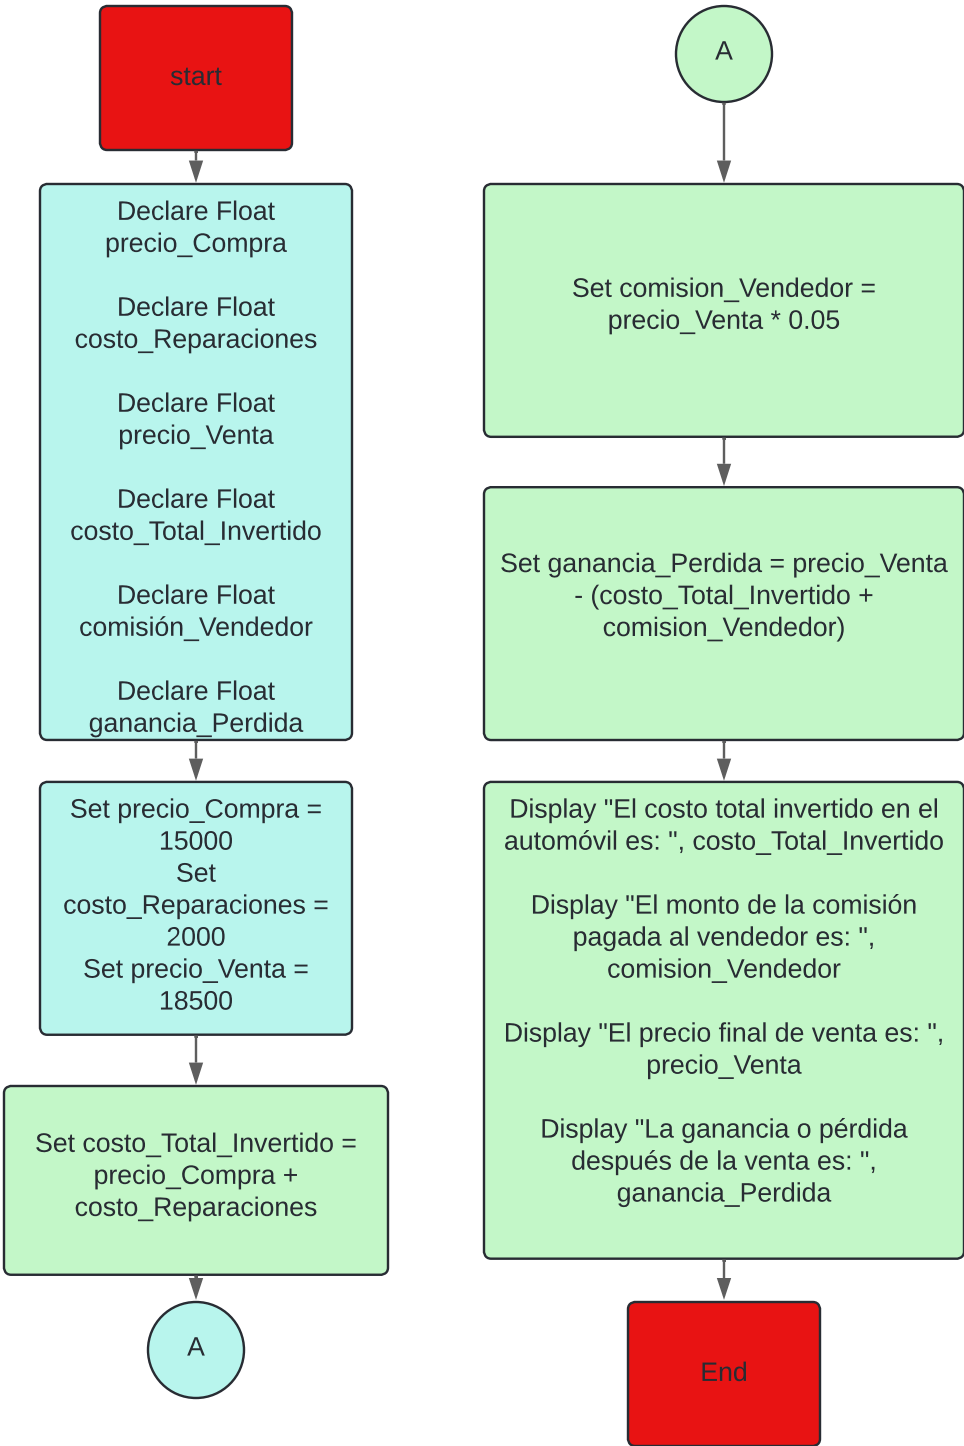 start
Declare Float
precio_Compra
Declare Float
costo_Reparaciones
Declare Float
precio_Venta
Declare Float
costo_Total_Invertido
Declare Float
comisión_Vendedor
Declare Float
ganancia_Perdida
Set precio_Compra =
15000
Set
costo_Reparaciones =
2000
Set precio_Venta =
18500
Set costo_Total_Invertido =
precio_Compra +
costo_Reparaciones
A
A
Set comision_Vendedor =
precio_Venta * 0.05
Set ganancia_Perdida = precio_Venta
- (costo_Total_Invertido +
comision_Vendedor)
Display "El costo total invertido en el
automóvil es: ", costo_Total_Invertido
Display "El monto de la comisión
pagada al vendedor es: ",
comision_Vendedor
Display "El precio final de venta es: ",
precio_Venta
Display "La ganancia o pérdida
después de la venta es: ",
ganancia_Perdida
End